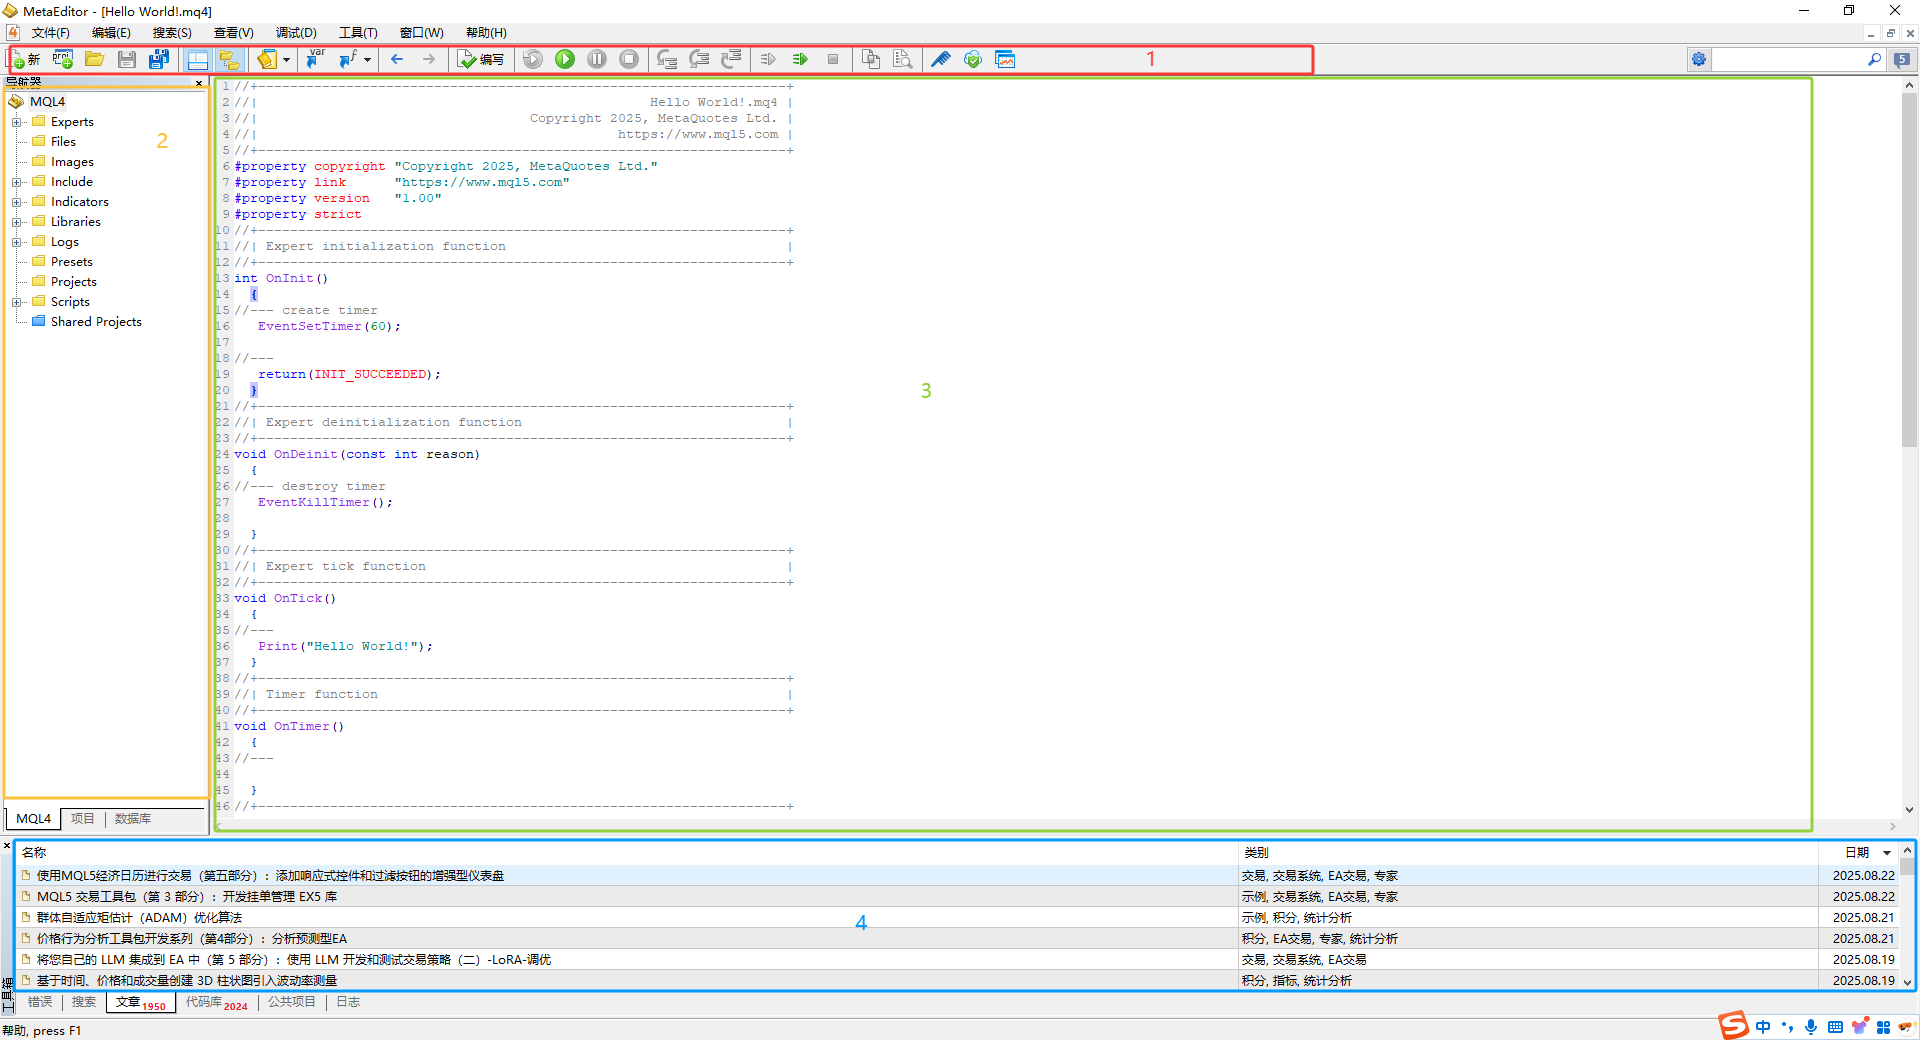 MetaEditor - [Hello World!.mq4]
4 文件(F) 编辑(E) 搜索(S) 查看(V) 调试(D) 工具(T) 窗口(W) 帮助(H)
新 proj var f 编写 1 5
导航器
MQL4
Experts
Files
Images
Include
Indicators
Libraries
Logs
Presets
Projects
Scripts
Shared Projects
2
MQL4 项目 数据库
1 //+------------------------------------------------------------------+
2 //| Hello World!.mq4 |
3 //| Copyright 2025, MetaQuotes Ltd. |
4 //| https://www.mql5.com |
5 //+------------------------------------------------------------------+
6 #property copyright "Copyright 2025, MetaQuotes Ltd."
7 #property link "https://www.mql5.com"
8 #property version "1.00"
9 #property strict
10 //+------------------------------------------------------------------+
11 //| Expert initialization function |
12 //+------------------------------------------------------------------+
13 int OnInit()
14 {
15 //--- create timer
16 EventSetTimer(60);
17
18 //---
19 return(INIT_SUCCEEDED);
20 }
21 //+------------------------------------------------------------------+
22 //| Expert deinitialization function |
23 //+------------------------------------------------------------------+
24 void OnDeinit(const int reason)
25 {
26 //--- destroy timer
27 EventKillTimer();
28
29 }
30 //+------------------------------------------------------------------+
31 //| Expert tick function |
32 //+------------------------------------------------------------------+
33 void OnTick()
34 {
35 //---
36 Print("Hello World!");
37 }
38 //+------------------------------------------------------------------+
39 //| Timer function |
40 //+------------------------------------------------------------------+
41 void OnTimer()
42 {
43 //---
44
45 }
46 //+------------------------------------------------------------------+
3
名称 类别 日期
使用MQL5经济日历进行交易（第五部分）：添加响应式控件和过滤按钮的增强型仪表盘 交易, 交易系统, EA交易, 专家 2025.08.22
MQL5 交易工具包（第 3 部分）：开发挂单管理 EX5 库 示例, 交易系统, EA交易, 专家 2025.08.22
群体自适应矩估计（ADAM）优化算法 示例, 积分, 统计分析 2025.08.21
价格行为分析工具包开发系列（第4部分）：分析预测型EA 积分, EA交易, 专家, 统计分析 2025.08.21
将您自己的 LLM 集成到 EA 中（第 5 部分）：使用 LLM 开发和测试交易策略（二）-LoRA-调优 交易, 交易系统, EA交易 2025.08.19
基于时间、价格和成交量创建 3D 柱状图引入波动率测量 积分, 指标, 统计分析 2025.08.19
4
工具箱
错误 搜索 文章 1950 代码库 2024 公共项目 日志
帮助, press F1
S 中